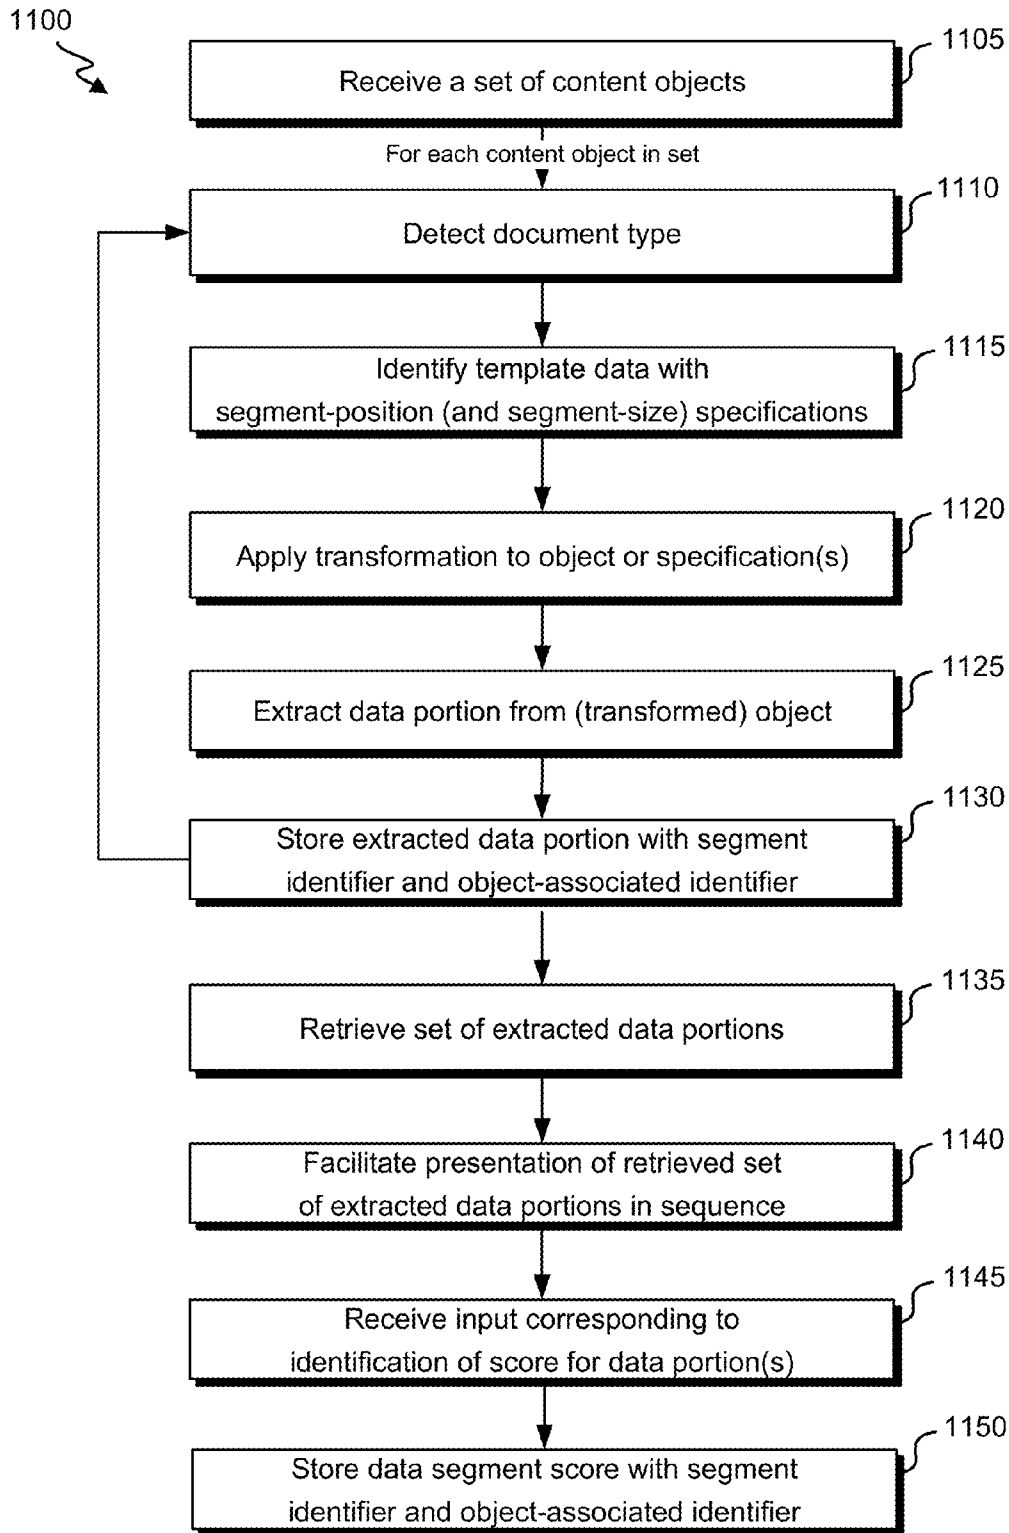 1100
1105
Receive a set of content objects
For each content object in set
1110
Detect document type
1115
Identify template data with
segment-position (and segment-size) specifications
1120
Apply transformation to object or specification(s)
1125
Extract data portion from (transformed) object
1130
Store extracted data portion with segment
identifier and object-associated identifier
1135
Retrieve set of extracted data portions
1140
Facilitate presentation of retrieved set
of extracted data portions in sequence
1145
Receive input corresponding to
identification of score for data portion(s)
1150
Store data segment score with segment
identifier and object-associated identifier